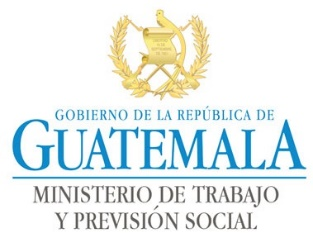 GOBIERNO DE LA REPÚBLICA DE
GUATEMALA
MINISTERIO DE TRABAJO
Y PREVISIÓN SOCIAL